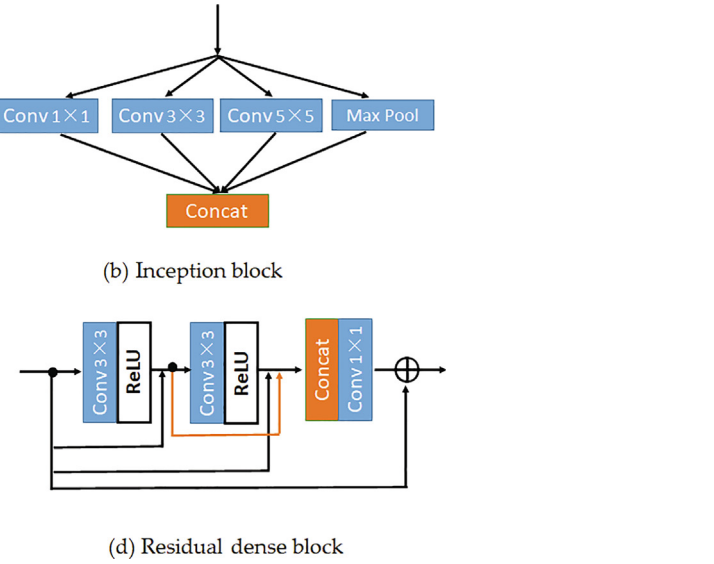 Conv 1×1 Conv 3×3 Conv 5×5 Max Pool
Concat
(b) Inception block
Conv 3×3
ReLU
Conv 3×3
ReLU
Concat
Conv 1×1
(d) Residual dense block